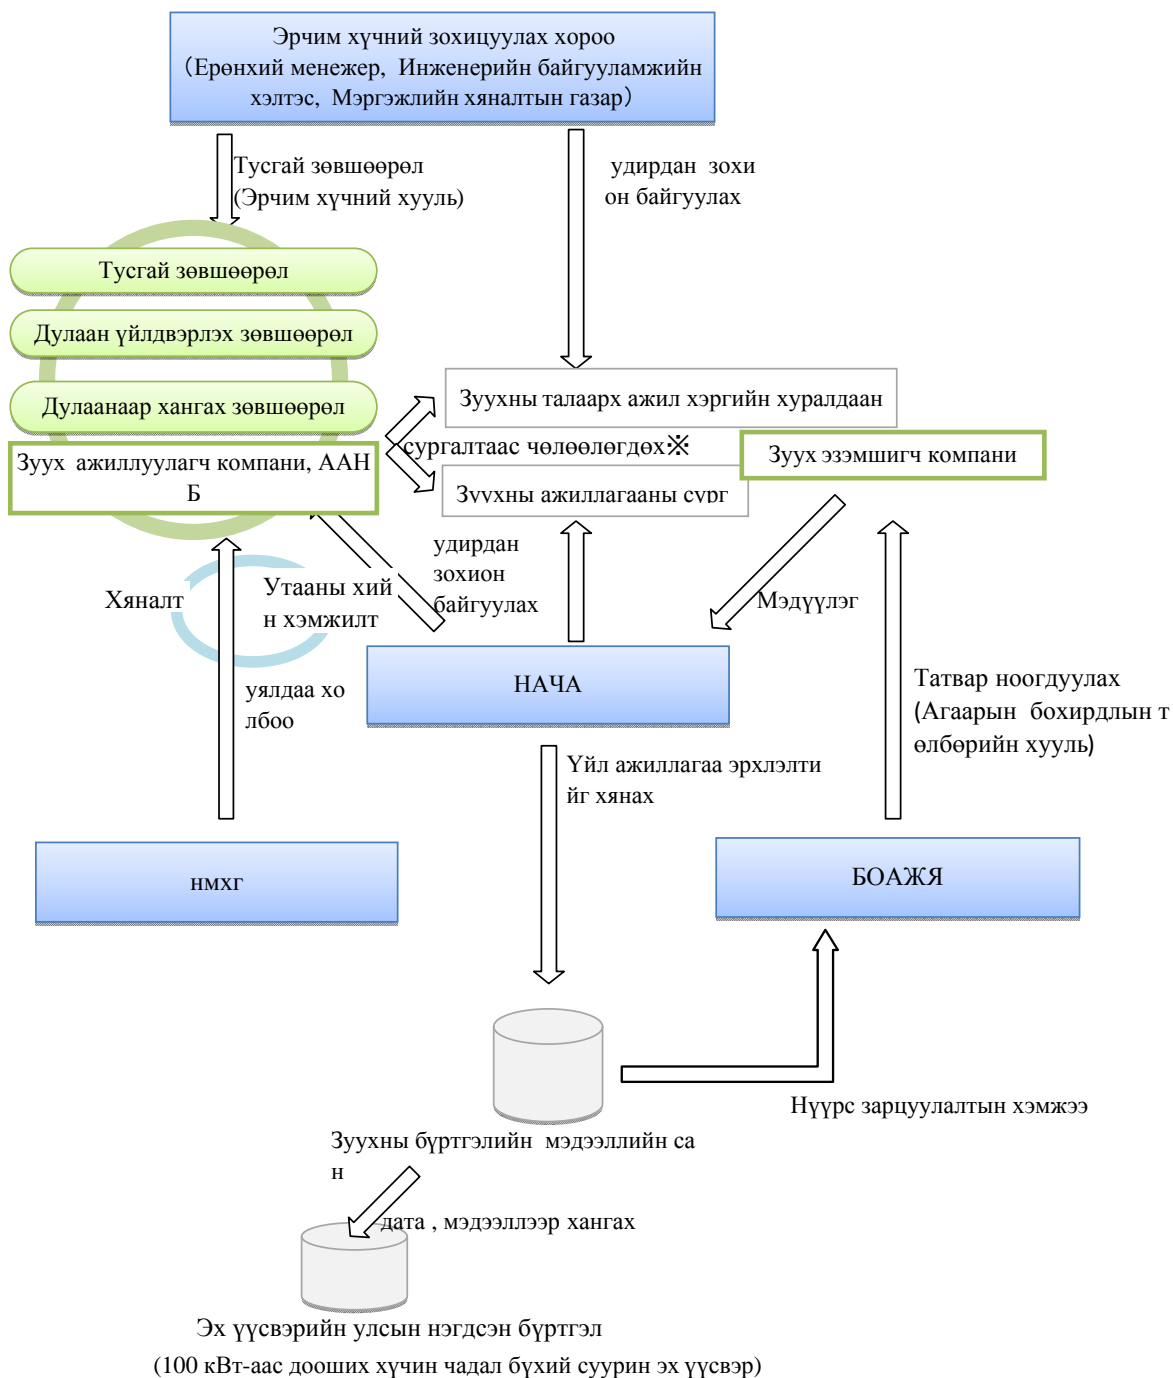 Эрчим хүчний зохицуулах хороо
(Ерөнхий менежер, Инженерийн байгууламжийн
хэлтэс, Мэргэжлийн хяналтын газар)
Тусгай зөвшөөрөл
(Эрчим хүчний хууль)
удирдан зохи
он байгуулах
Тусгай зөвшөөрөл
Дулаан үйлдвэрлэх зөвшөөрөл
Дулаанаар хангах зөвшөөрөл
Зуух ажиллуулагч компани, ААН
Б
Зуухны талаарх ажил хэргийн хуралдаан
сургалтаас чөлөөлөгдөх※
Зуухны ажиллагааны сург
Зуух эзэмшигч компани
Хяналт
Утааны хий
н хэмжилт
удирдан
зохион
байгуулах
Мэдүүлэг
уялдаа хо
лбоо
НАЧА
Татвар ноогдуулах
(Агаарын бохирдлын т
өлбөрийн хууль)
Үйл ажиллагаа эрхлэлти
йг хянах
нмхг
БОАЖЯ
Нүүрс зарцуулалтын хэмжээ
Зуухны бүртгэлийн мэдээллийн са
н
дата , мэдээллээр хангах
Эх үүсвэрийн улсын нэгдсэн бүртгэл
(100 кВт-аас дооших хүчин чадал бүхий суурин эх үүсвэр)